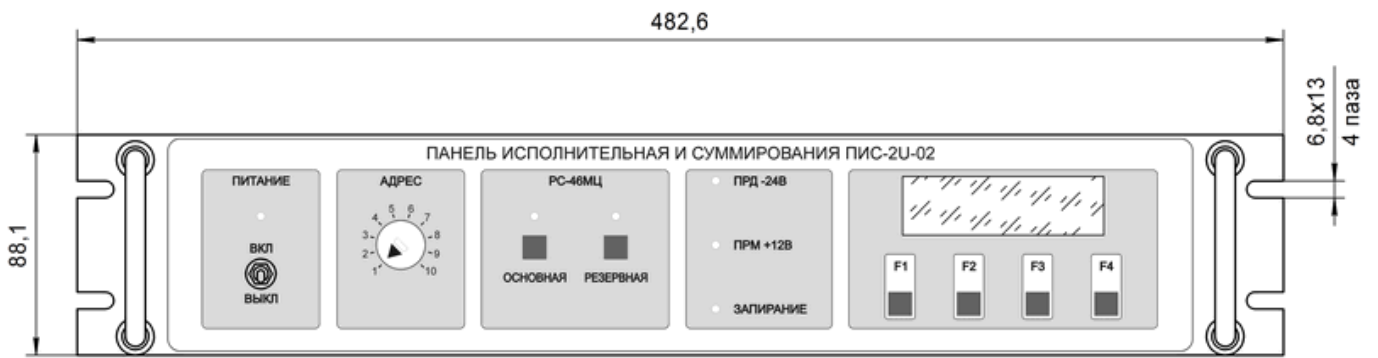 482,6
6,8х13
4 паза
88,1
ПАНЕЛЬ ИСПОЛНИТЕЛЬНАЯ И СУММИРОВАНИЯ ПИС-2U-02
ПИТАНИЕ
ВКЛ
ВЫКЛ
АДРЕС
1 2 3 4 5 6 7 8 9 10
РС-46МЦ
ОСНОВНАЯ
РЕЗЕРВНАЯ
ПРД -24В
ПРМ +12В
ЗАПИРАНИЕ
F1
F2
F3
F4